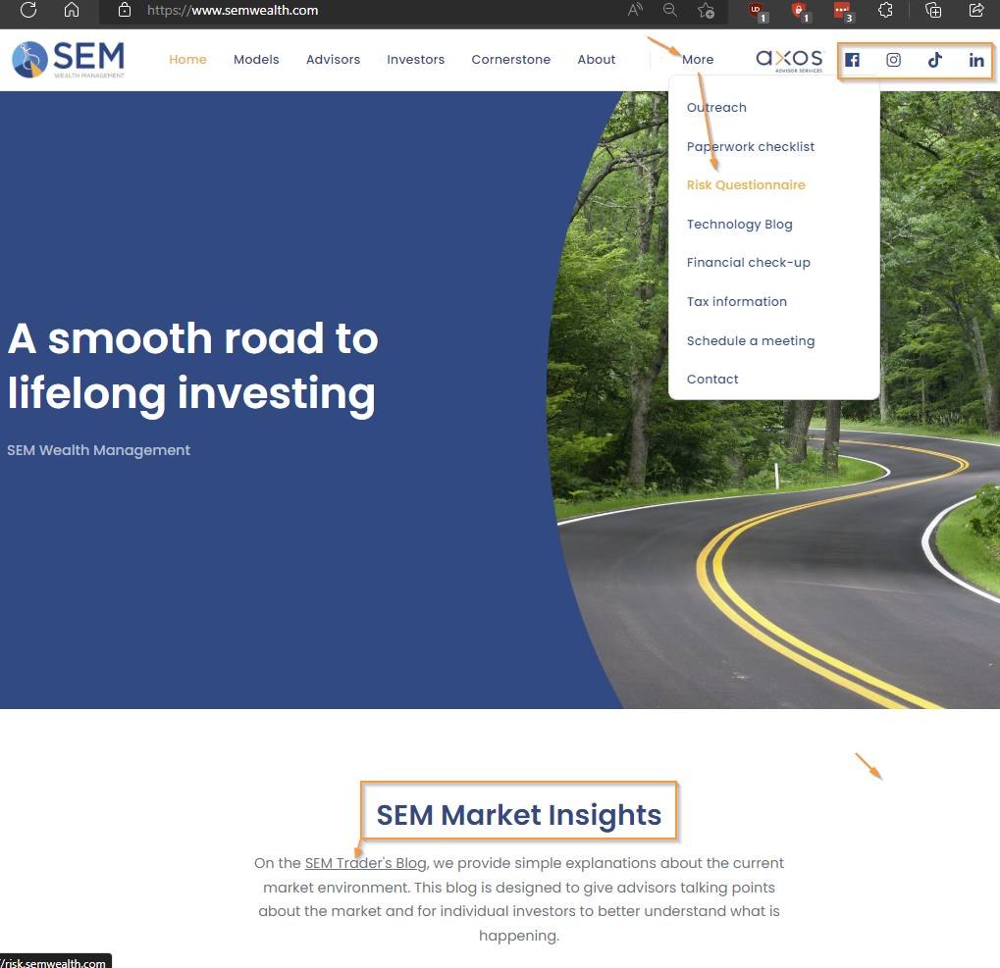 https://www.semwealth.com
1
1
3
SEM
WEALTH MANAGEMENT
Home Models Advisors Investors Cornerstone About More
axos
ADVISOR SERVICES
Outreach
Paperwork checklist
Risk Questionnaire
Technology Blog
Financial check-up
Tax information
Schedule a meeting
Contact
A smooth road to
lifelong investing
SEM Wealth Management
SEM Market Insights
On the SEM Trader's Blog, we provide simple explanations about the current
market environment. This blog is designed to give advisors talking points
about the market and for individual investors to better understand what is
happening.
/risk.semwealth.com